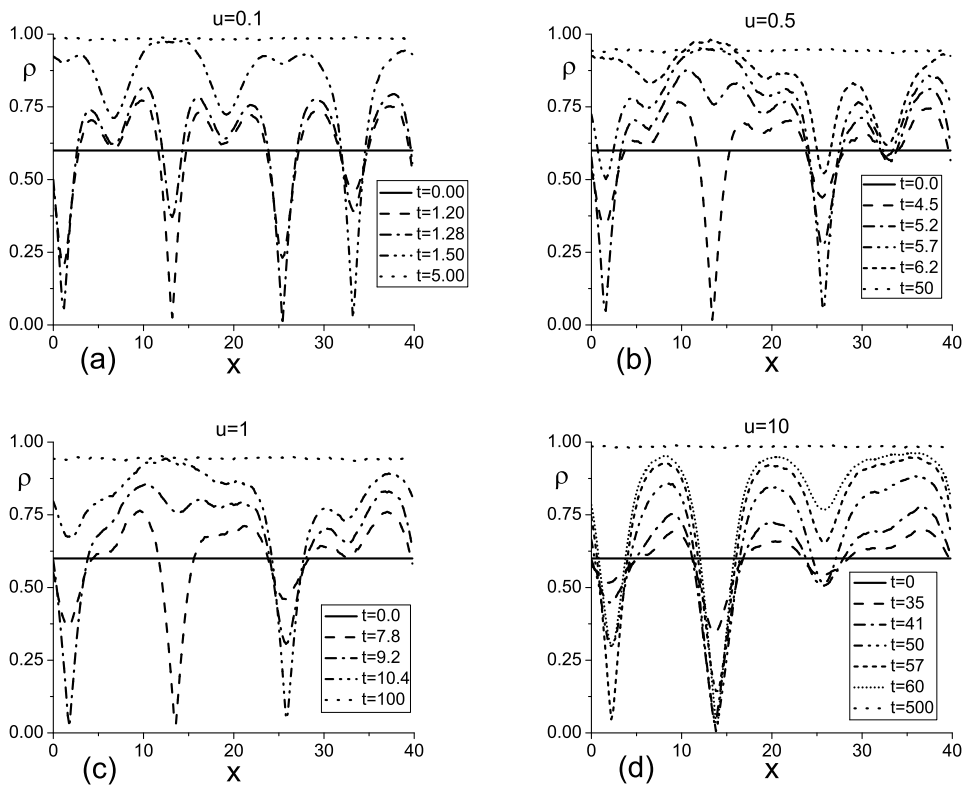 u=0.1
1.00
ρ
0.75
0.50
0.25
0.00
t=0.00
t=1.20
t=1.28
t=1.50
t=5.00
0 10 20 30 40
(a) x
u=0.5
1.00
ρ
0.75
0.50
0.25
0.00
t=0.0
t=4.5
t=5.2
t=5.7
t=6.2
t=50
0 10 20 30 40
(b) x
u=1
1.00
ρ
0.75
0.50
0.25
0.00
t=0.0
t=7.8
t=9.2
t=10.4
t=100
0 10 20 30 40
(c) x
u=10
1.00
ρ
0.75
0.50
0.25
0.00
t=0
t=35
t=41
t=50
t=57
t=60
t=500
0 10 20 30 40
(d) x